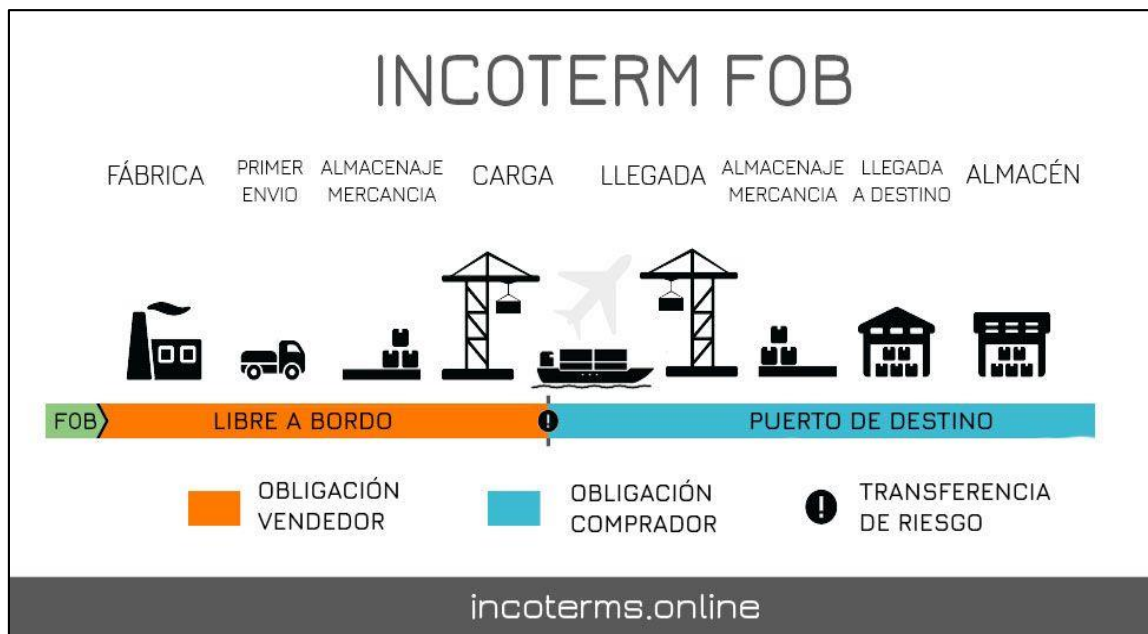 INCOTERM FOB
FÁBRICA
PRIMER
ENVIO
ALMACENAJE
MERCANCIA
CARGA
LLEGADA
ALMACENAJE
MERCANCIA
LLEGADA
A DESTINO
ALMACÉN
FOB
LIBRE A BORDO
PUERTO DE DESTINO
OBLIGACIÓN
VENDEDOR
OBLIGACIÓN
COMPRADOR
TRANSFERENCIA
DE RIESGO
incoterms.online